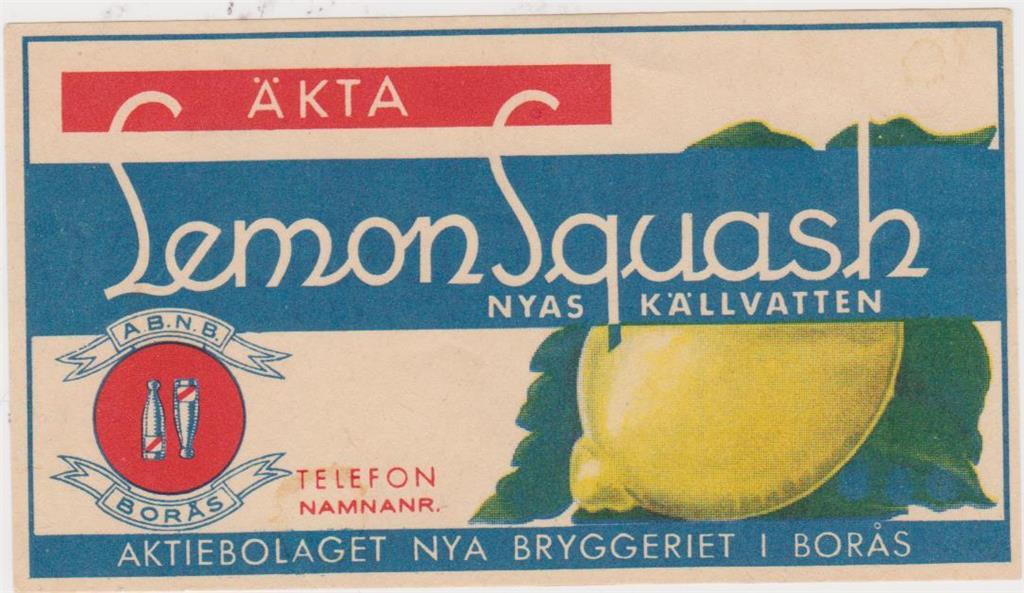 ÄKTA
Lemon Squash
NYAS KÄLLVATTEN
A.B.N.B.
BORÅS
TELEFON
NAMNANR.
AKTIEBOLAGET NYA BRYGGERIET I BORÅS